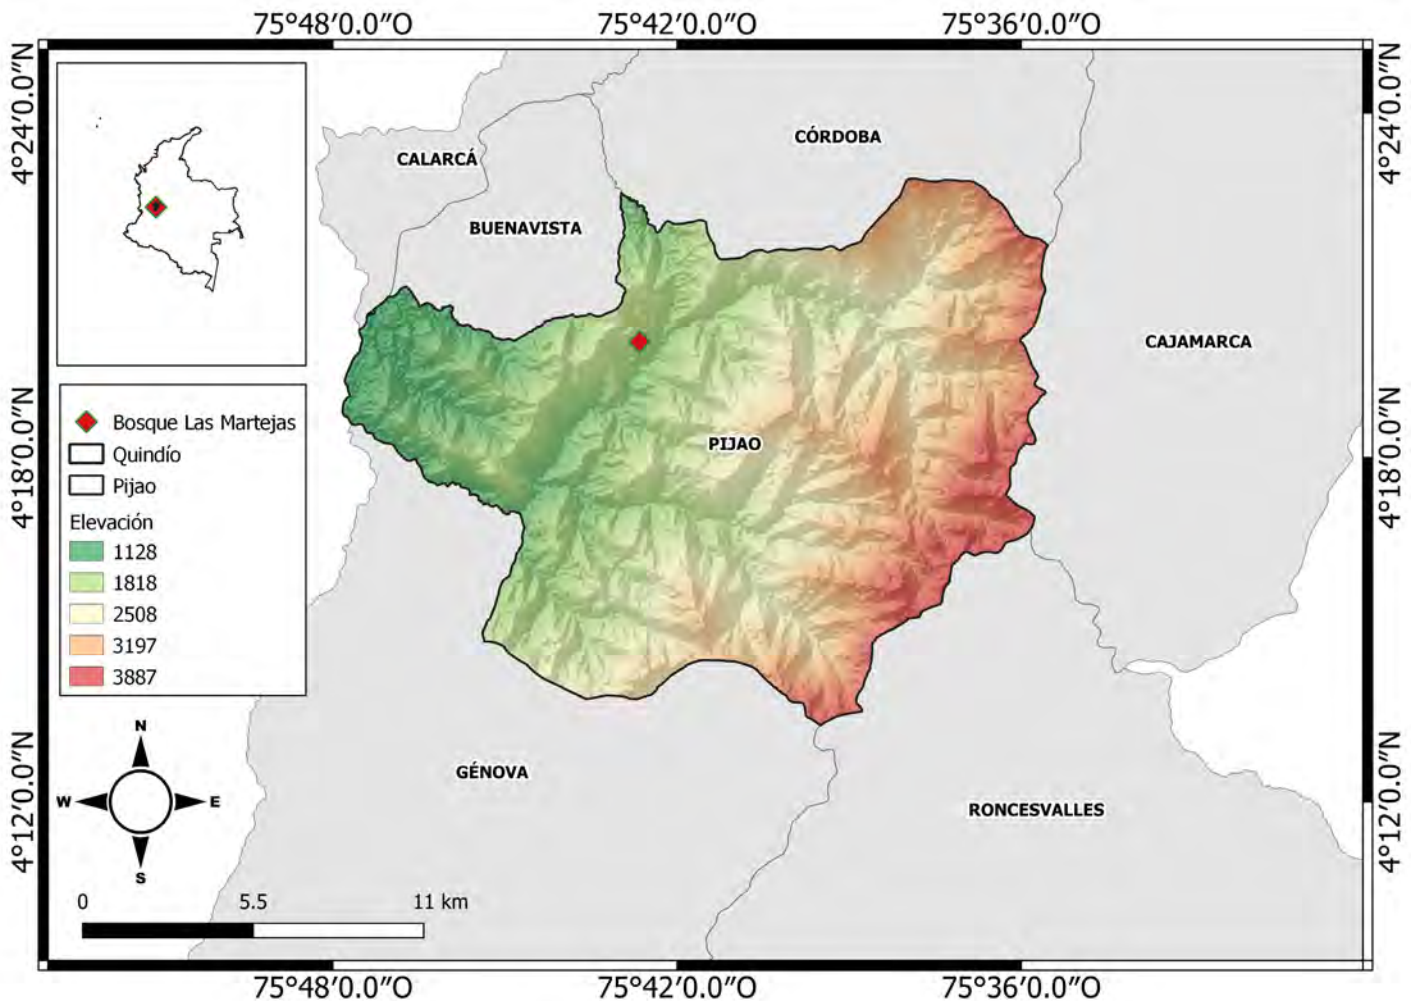 75°48'0.0"O 75°42'0.0"O 75°36'0.0"O
4°24'0.0"N 4°24'0.0"N
CÓRDOBA
CALARCÁ
BUENAVISTA
CAJAMARCA
4°18'0.0"N 4°18'0.0"N
Bosque Las Martejas
Quindío
Pijao
PIJAO
Elevación
1128
1818
2508
3197
3887
N
W E
S
GÉNOVA
RONCESVALLES
4°12'0.0"N 4°12'0.0"N
0 5.5 11 km
75°48'0.0"O 75°42'0.0"O 75°36'0.0"O